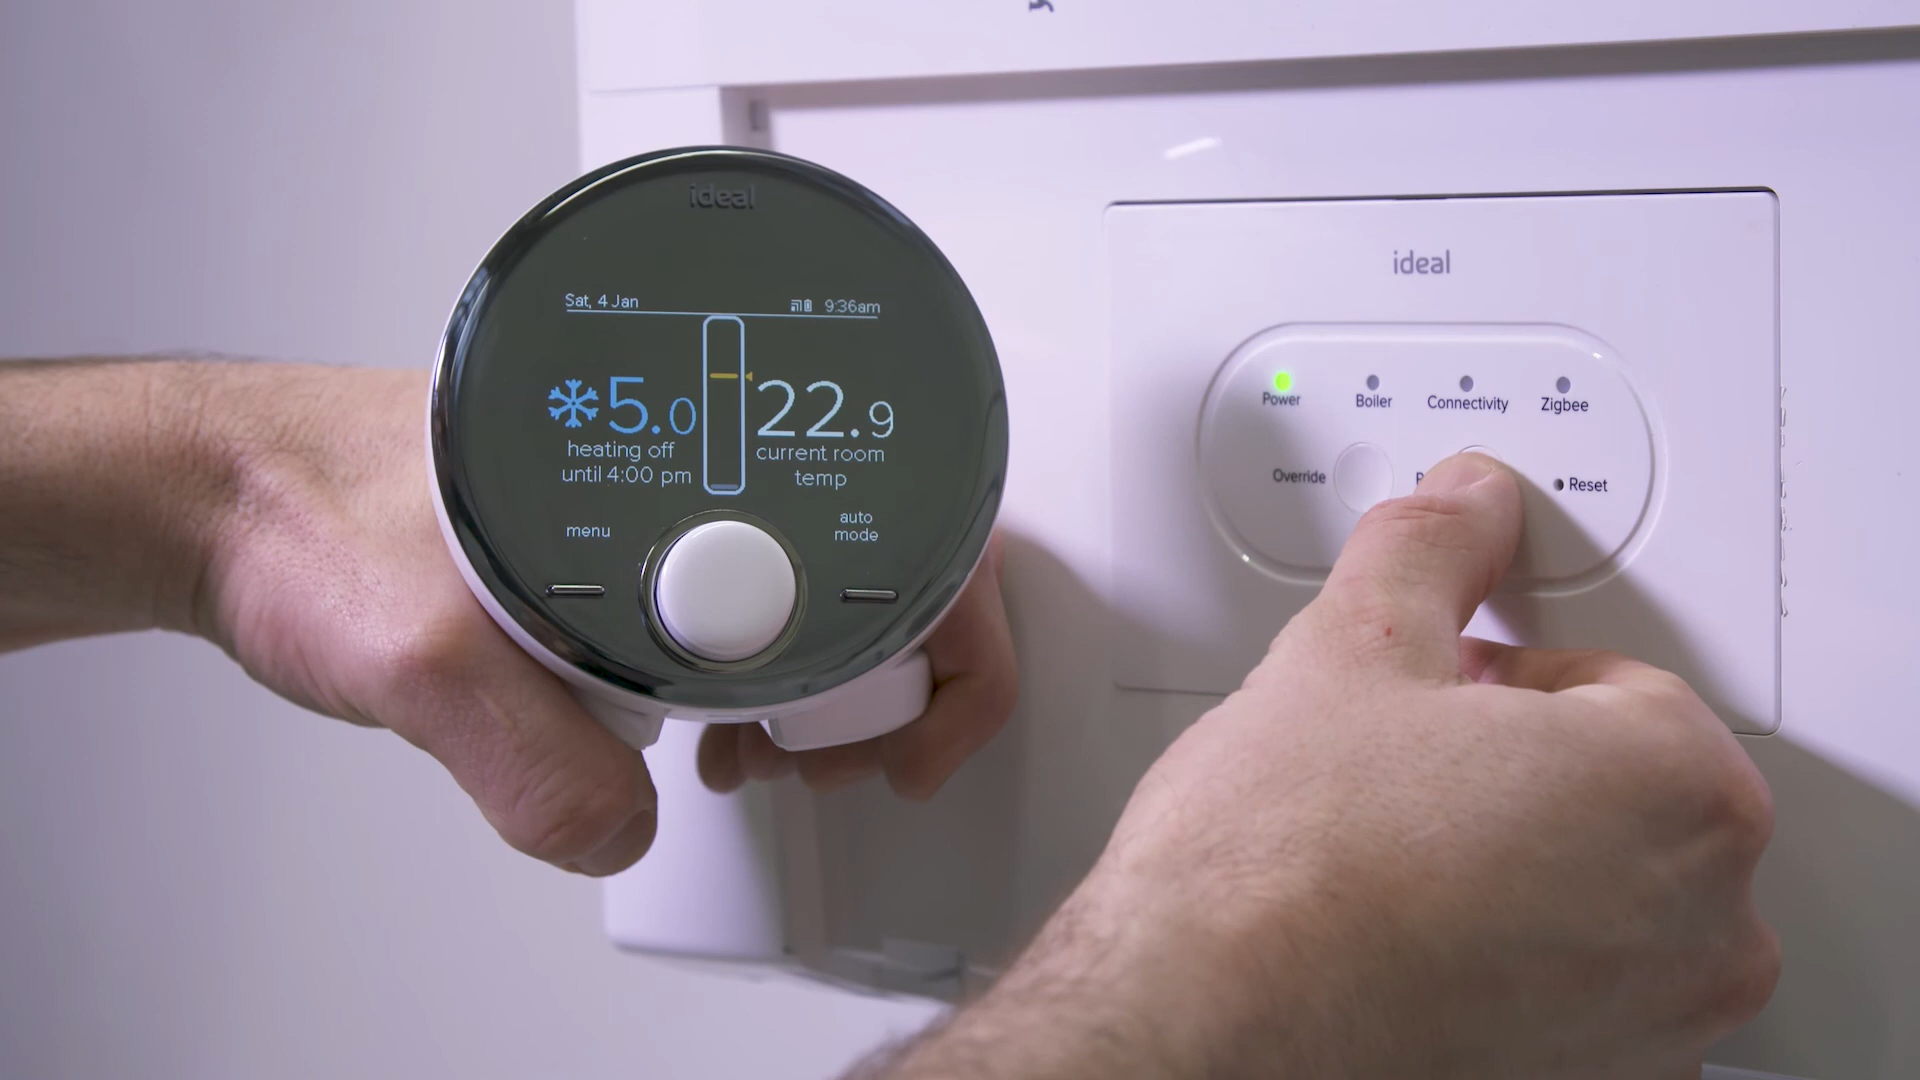 ideal
Sat, 4 Jan
9:36am
5.0
heating off
until 4:00 pm
22.9
current room
temp
menu
auto
mode
ideal
Power
Boiler
Connectivity
Zigbee
Override
Reset